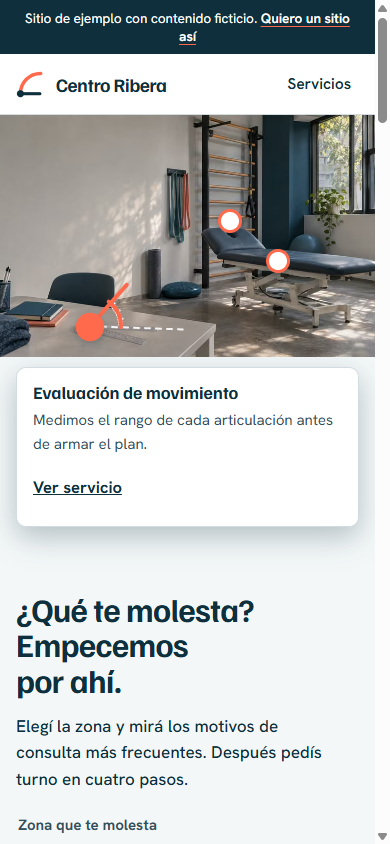 Sitio de ejemplo con contenido ficticio. Quiero un sitio
así
Centro Ribera
Servicios
Evaluación de movimiento
Medimos el rango de cada articulación antes
de armar el plan.
Ver servicio
¿Qué te molesta?
Empecemos
por ahí.
Elegí la zona y mirá los motivos de
consulta más frecuentes. Después pedís
turno en cuatro pasos.
Zona que te molesta